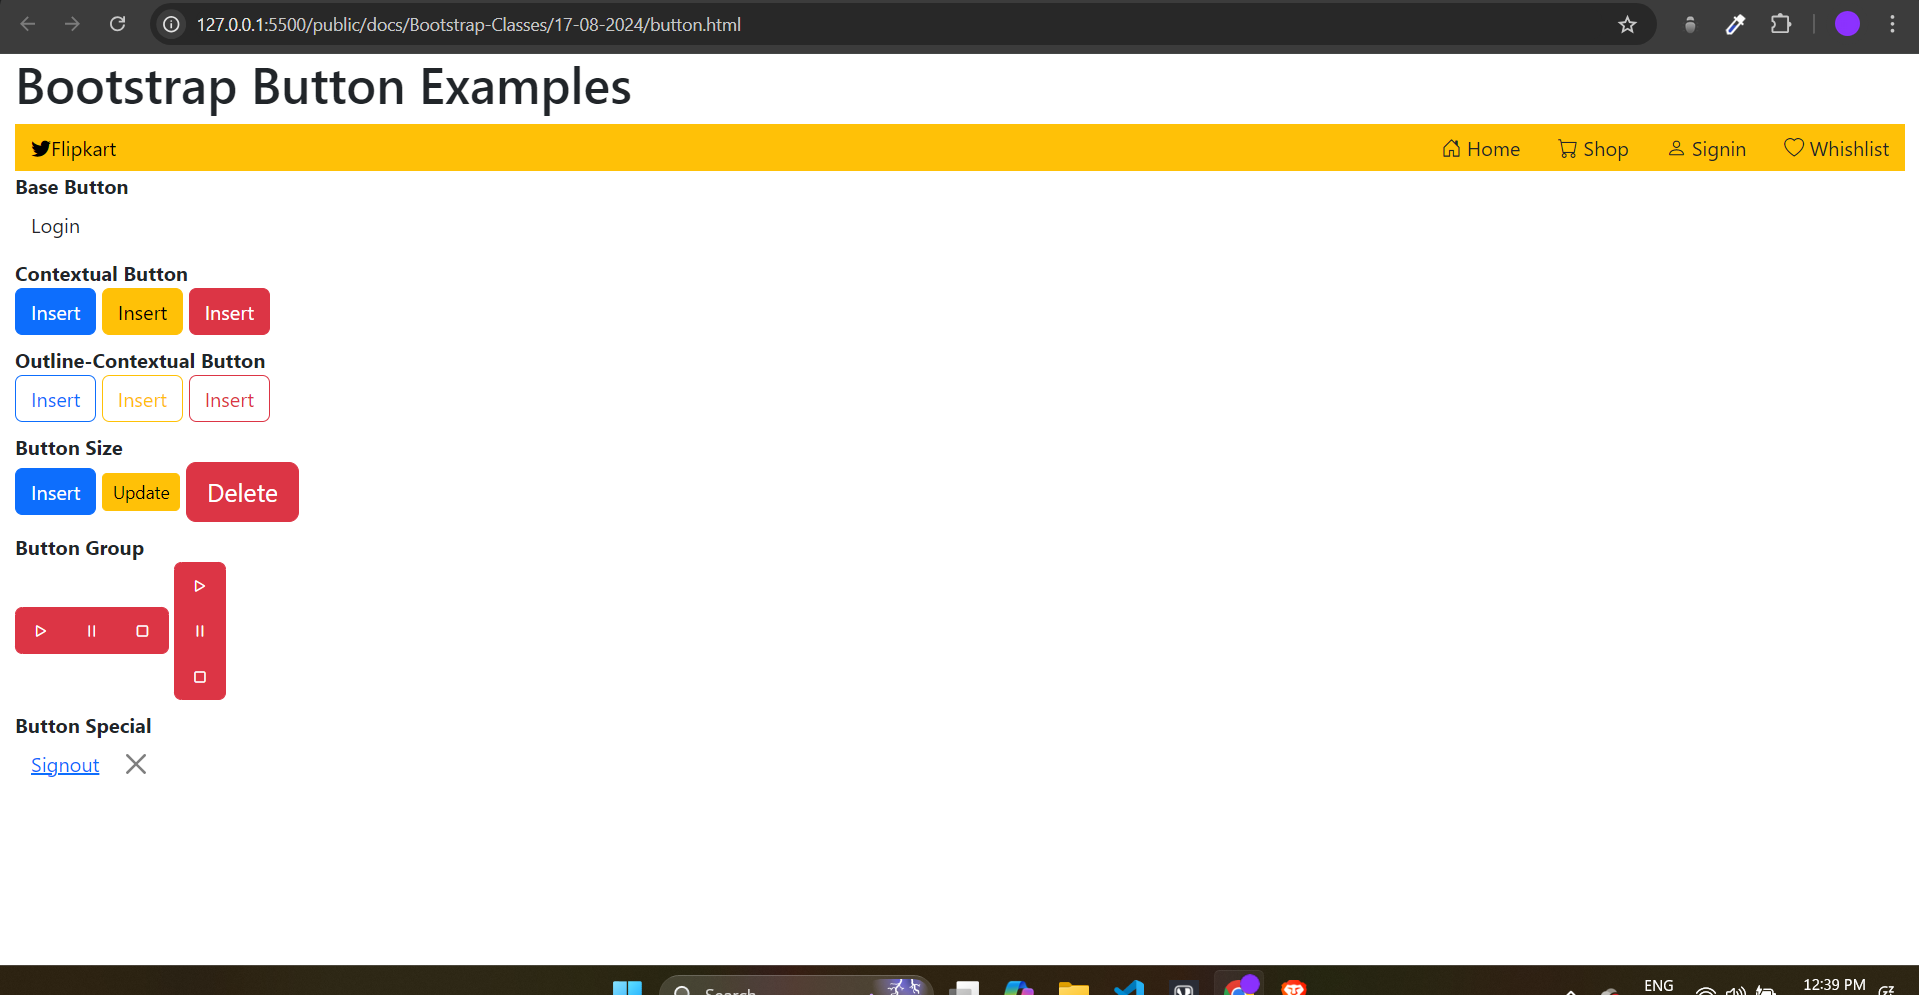 127.0.0.1:5500/public/docs/Bootstrap-Classes/17-08-2024/button.html
Bootstrap Button Examples
Flipkart Home Shop Signin Whishlist
Base Button
Login
Contextual Button
Insert Insert Insert
Outline-Contextual Button
Insert Insert Insert
Button Size
Insert Update Delete
Button Group
Button Special
Signout
Search ENG 12:39 PM